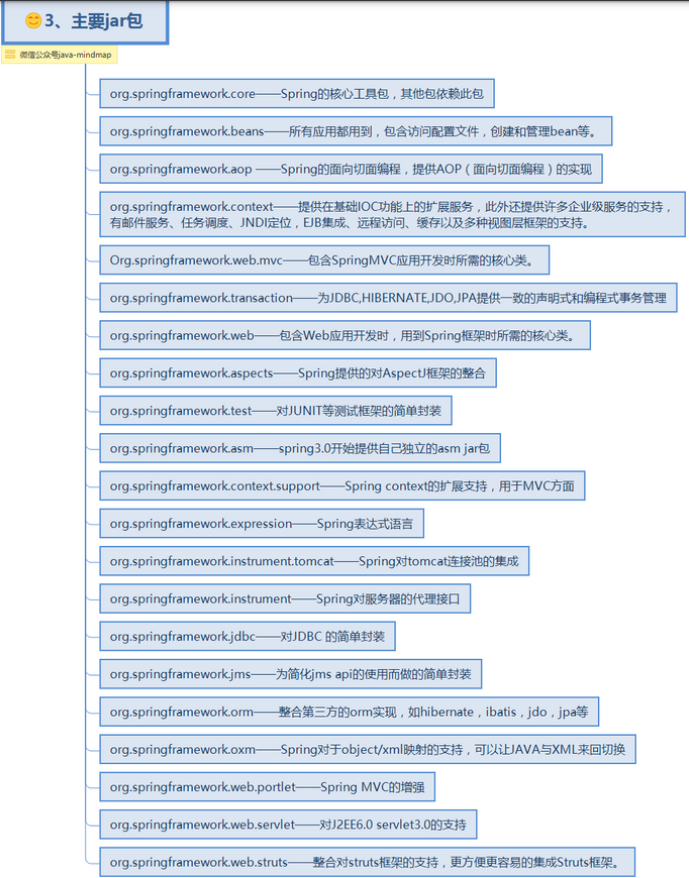 😊3、主要jar包
微信公众号java-mindmap
org.springframework.core——Spring的核心工具包，其他包依赖此包
org.springframework.beans——所有应用都用到，包含访问配置文件，创建和管理bean等。
org.springframework.aop ——Spring的面向切面编程，提供AOP（面向切面编程）的实现
org.springframework.context——提供在基础IOC功能上的扩展服务，此外还提供许多企业级服务的支持，
有邮件服务、任务调度、JNDI定位，EJB集成、远程访问、缓存以及多种视图层框架的支持。
Org.springframework.web.mvc——包含SpringMVC应用开发时所需的核心类。
org.springframework.transaction——为JDBC,HIBERNATE,JDO,JPA提供一致的声明式和编程式事务管理
org.springframework.web——包含Web应用开发时，用到Spring框架时所需的核心类。
org.springframework.aspects——Spring提供的对AspectJ框架的整合
org.springframework.test——对JUNIT等测试框架的简单封装
org.springframework.asm——spring3.0开始提供自己独立的asm jar包
org.springframework.context.support——Spring context的扩展支持，用于MVC方面
org.springframework.expression——Spring表达式语言
org.springframework.instrument.tomcat——Spring对tomcat连接池的集成
org.springframework.instrument——Spring对服务器的代理接口
org.springframework.jdbc——对JDBC 的简单封装
org.springframework.jms——为简化jms api的使用而做的简单封装
org.springframework.orm——整合第三方的orm实现，如hibernate，ibatis，jdo，jpa等
org.springframework.oxm——Spring对于object/xml映射的支持，可以让JAVA与XML来回切换
org.springframework.web.portlet——Spring MVC的增强
org.springframework.web.servlet——对J2EE6.0 servlet3.0的支持
org.springframework.web.struts——整合对struts框架的支持，更方便更容易的集成Struts框架。